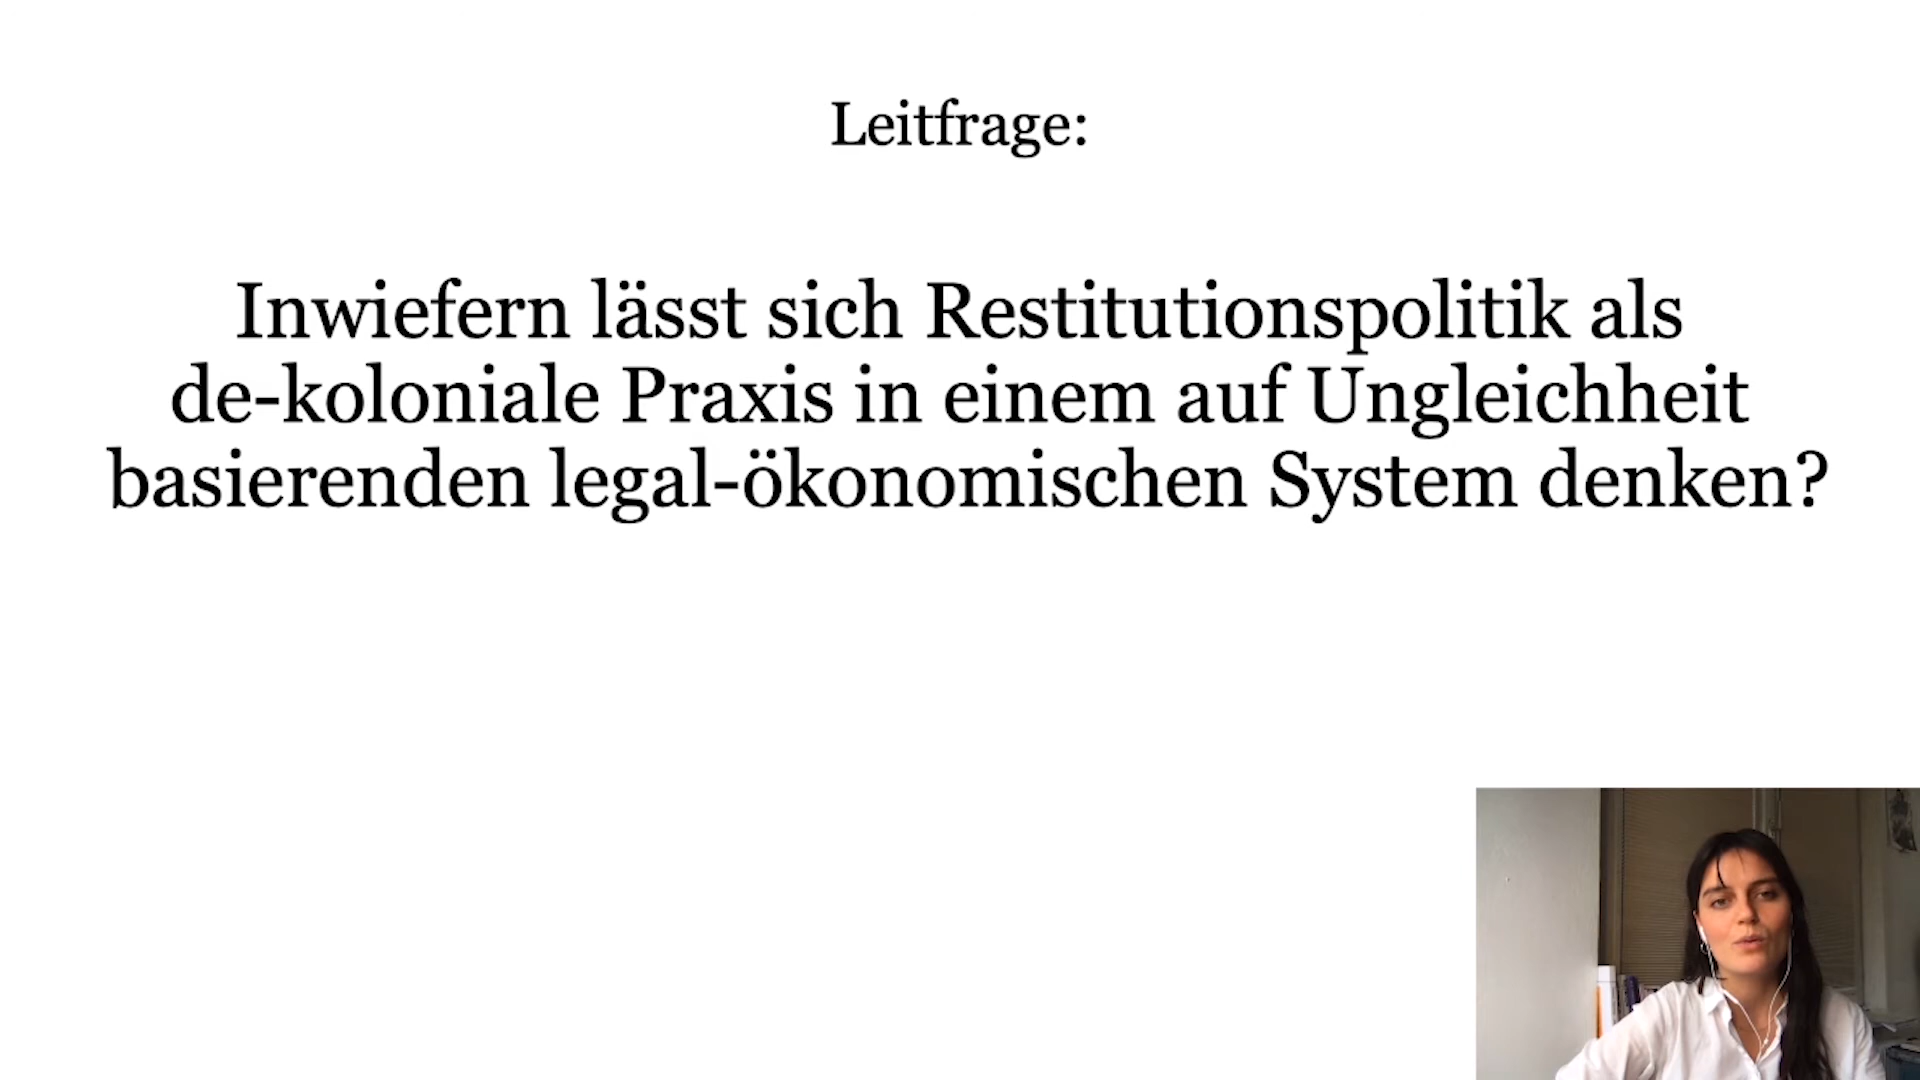 Leitfrage:
Inwiefern lässt sich Restitutionspolitik als
de-koloniale Praxis in einem auf Ungleichheit
basierenden legal-ökonomischen System denken?